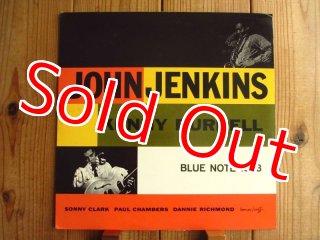 JOHN JENKINS
Sold Out
BLUE NOTE
SONNY CLARK PAUL CHAMBERS DANNIE RICHMOND